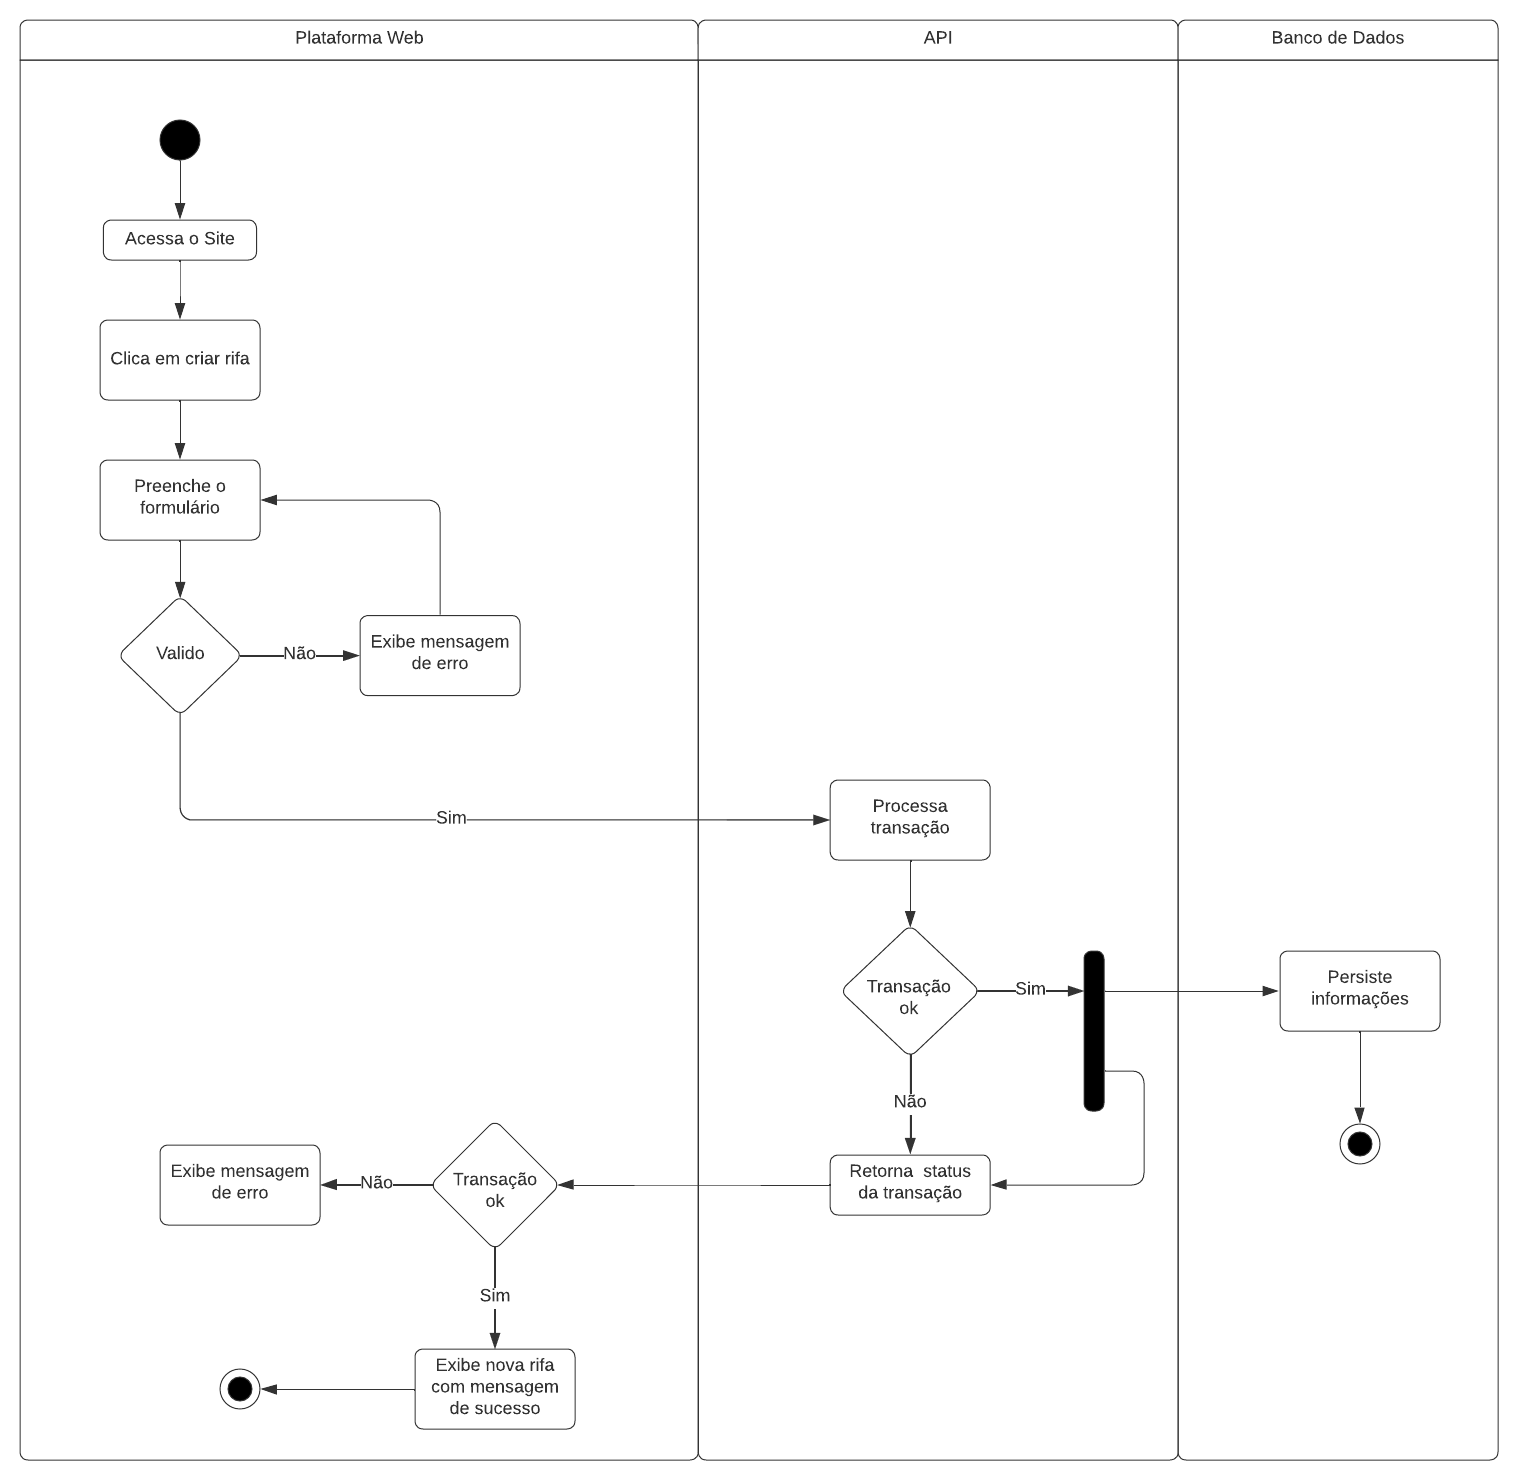 Plataforma Web
API
Banco de Dados
Acessa o Site
Clica em criar rifa
Preenche o
formulário
Valido
Não
Exibe mensagem
de erro
Sim
Processa
transação
Transação
ok
Sim
Persiste
informações
Não
Retorna  status
da transação
Transação
ok
Não
Exibe mensagem
de erro
Sim
Exibe nova rifa
com mensagem
de sucesso